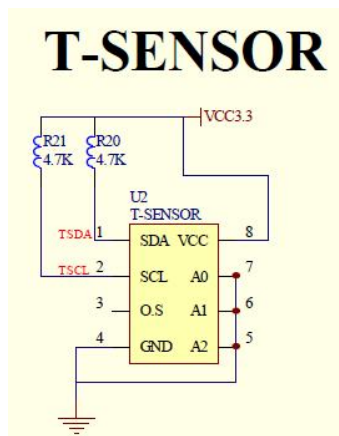 T-SENSOR
VCC3.3
R21 R20
4.7K 4.7K
U2
T-SENSOR
TSDA 1 SDA VCC 8
TSCL 2 SCL A0 7
3 O.S A1 6
4 GND A2 5